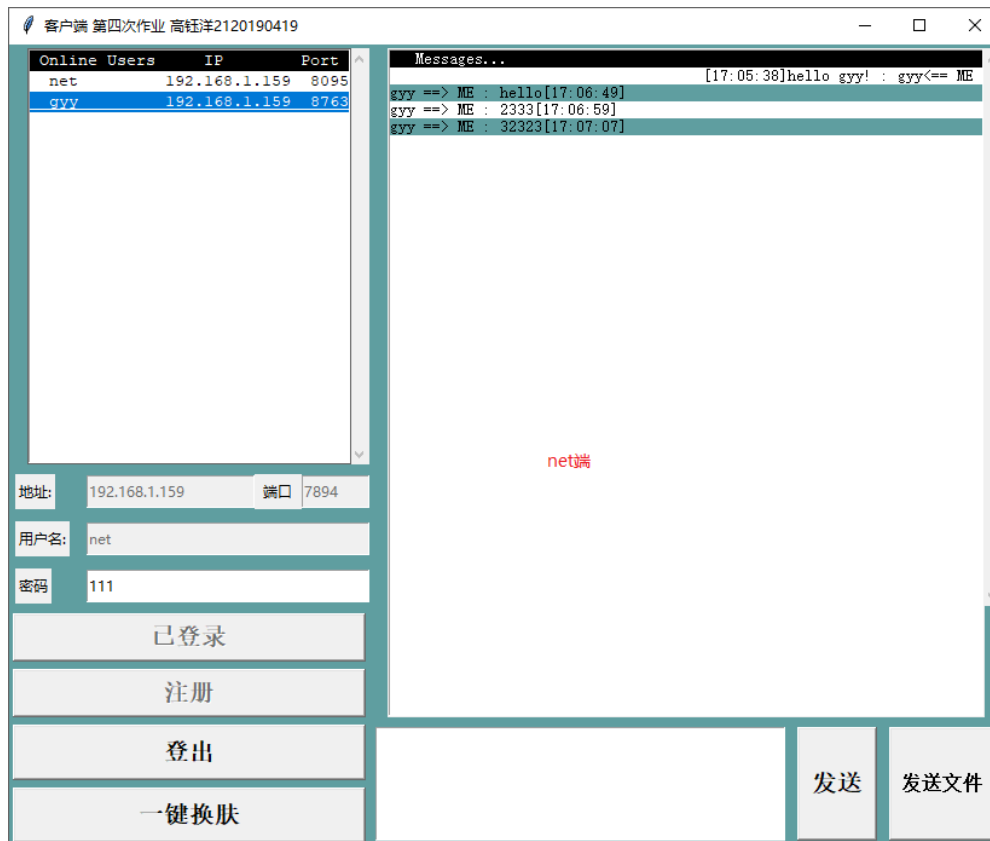 客户端 第四次作业 高钰洋2120190419
Online Users IP Port
net 192.168.1.159 8095
gyy 192.168.1.159 8763
Messages...
[17:05:38]hello gyy! : gyy<== ME
gyy ==> ME : hello[17:06:49]
gyy ==> ME : 2333[17:06:59]
gyy ==> ME : 32323[17:07:07]
net端
地址: 192.168.1.159 端口 7894
用户名: net
密码 111
已登录
注册
登出
一键换肤
发送
发送文件